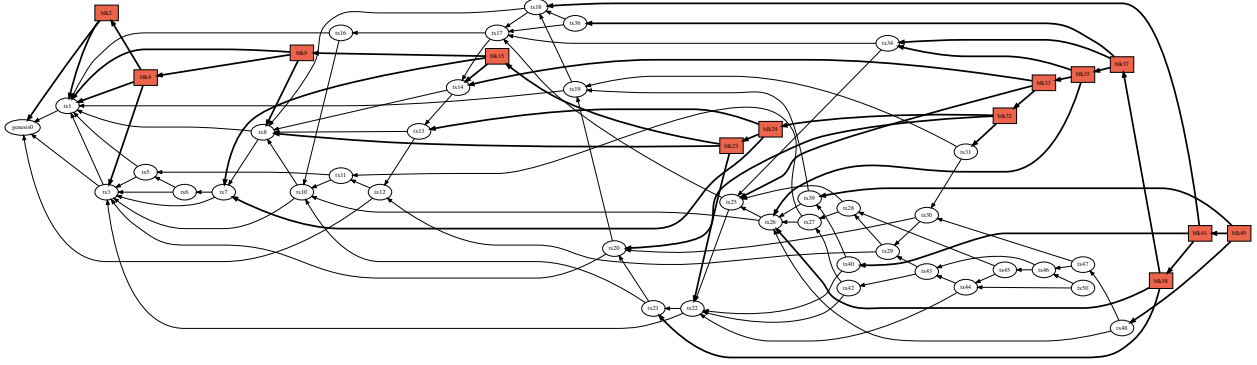 blk2
tx18
tx36
tx16
tx17
tx34
blk9
blk15
blk37
blk4
blk35
blk33
tx14
tx19
tx1
blk32
genesis0
tx8
tx13
blk24
blk23
tx31
tx5
tx11
tx3
tx6
tx7
tx10
tx12
tx25
tx39
tx28
tx26
tx27
tx30
blk41
blk49
tx20
tx29
tx40
tx43
tx45
tx46
tx47
blk38
tx42
tx44
tx50
tx21
tx22
tx48